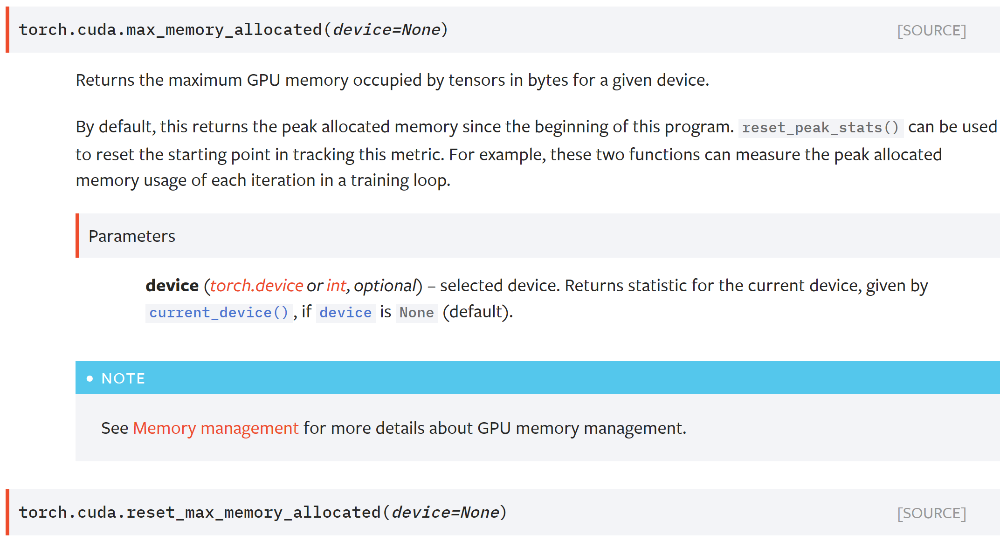 torch.cuda.max_memory_allocated(device=None) [SOURCE]
Returns the maximum GPU memory occupied by tensors in bytes for a given device.
By default, this returns the peak allocated memory since the beginning of this program. reset_peak_stats() can be used
to reset the starting point in tracking this metric. For example, these two functions can measure the peak allocated
memory usage of each iteration in a training loop.
Parameters
device (torch.device or int, optional) – selected device. Returns statistic for the current device, given by
current_device(), if device is None (default).
• NOTE
See Memory management for more details about GPU memory management.
torch.cuda.reset_max_memory_allocated(device=None) [SOURCE]